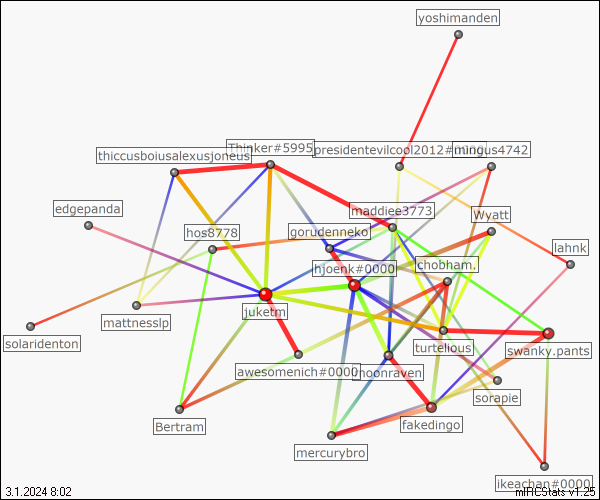 yoshimanden
thiccusboiusalexusjoneus
Thinker#5995
presidentevilcool2012#
mingus4742
edgepanda
hos8778
gorudenneko
maddiee3773
Wyatt
lahnk
hjoenk#0000
chobham.
juketm
mattnesslp
solaridenton
turtelious
swanky.pants
awesomenich#0000
moonraven
sorapie
Bertram
fakedingo
mercurybro
ikeachan#0000
3.1.2024 8:02
mIRCStats v1.25